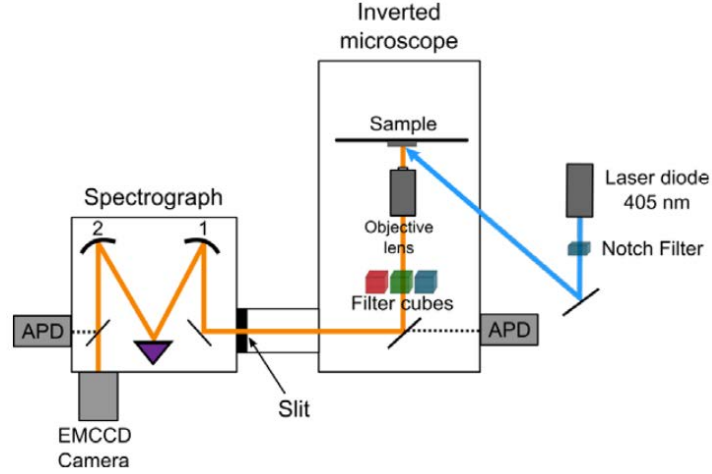 Inverted
microscope
Sample
Laser diode
405 nm
Spectrograph
2
1
Objective
lens
Notch Filter
Filter cubes
APD
APD
Slit
EMCCD
Camera